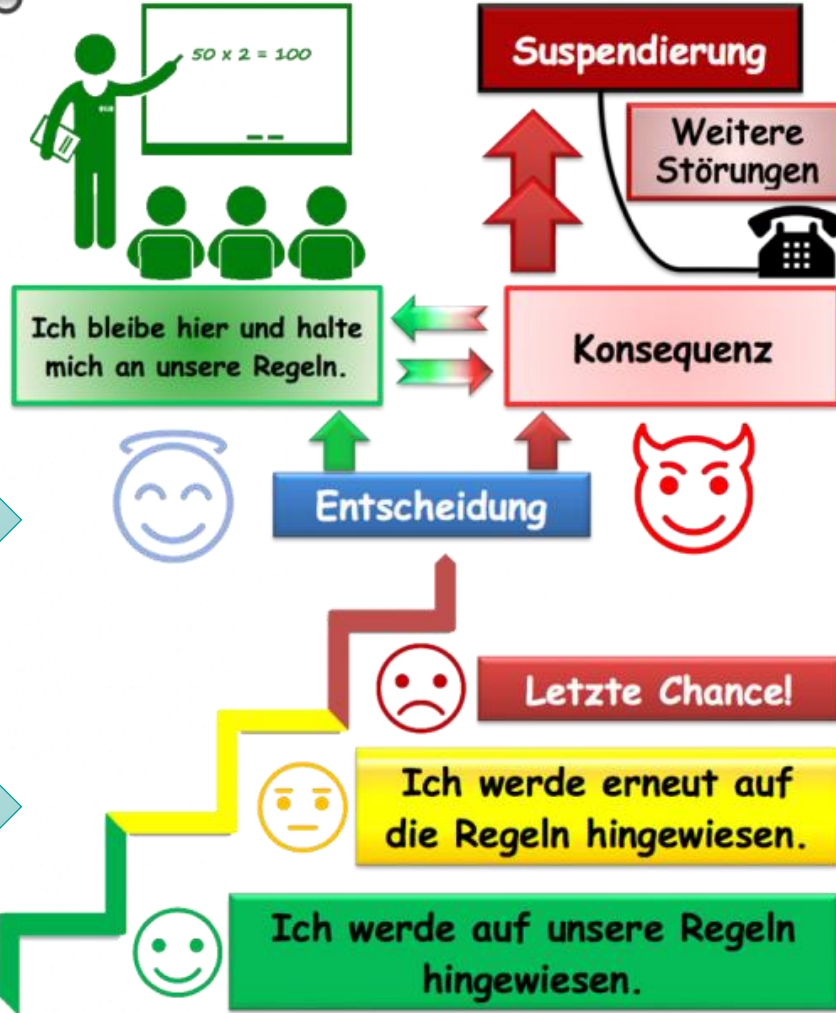 50 x 2 = 100
Suspendierung
Weitere
Störungen
Ich bleibe hier und halte
mich an unsere Regeln.
Konsequenz
Entscheidung
Letzte Chance!
Ich werde erneut auf
die Regeln hingewiesen.
Ich werde auf unsere Regeln
hingewiesen.